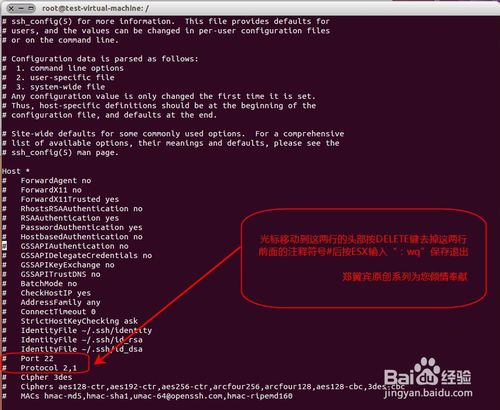 root@test-virtual-machine: /
# ssh_config(5) for more information.  This file provides defaults for
# users, and the values can be changed in per-user configuration files
# or on the command line.
# Configuration data is parsed as follows:
#  1. command line options
#  2. user-specific file
#  3. system-wide file
# Any configuration value is only changed the first time it is set.
# Thus, host-specific definitions should be at the beginning of the
# configuration file, and defaults at the end.
# Site-wide defaults for some commonly used options.  For a comprehensive
# list of available options, their meanings and defaults, please see the
# ssh_config(5) man page.
Host *
#   ForwardAgent no
#   ForwardX11 no
#   ForwardX11Trusted yes
#   RhostsRSAAuthentication no
#   RSAAuthentication yes
#   PasswordAuthentication yes
#   HostbasedAuthentication no
#   GSSAPIAuthentication no
#   GSSAPIDelegateCredentials no
#   GSSAPIKeyExchange no
#   GSSAPITrustDNS no
#   BatchMode no
#   CheckHostIP yes
#   AddressFamily any
#   ConnectTimeout 0
#   StrictHostKeyChecking ask
#   IdentityFile ~/.ssh/identity
#   IdentityFile ~/.ssh/id_rsa
#   IdentityFile ~/.ssh/id_dsa
#   Port 22
#   Protocol 2,1
#   Cipher 3des
#   Ciphers aes128-ctr,aes192-ctr,aes256-ctr,arcfour256,arcfour128,aes128-cbc,3des-cbc
#   MACs hmac-md5,hmac-sha1,umac-64@openssh.com,hmac-ripemd160
光标移动到这两行的头部按DELETE键去掉这两行
前面的注释符号#后按ESX输入“：wq”保存退出
郑冀宾原创系列为您倾情奉献
Baidu 经验
jingyan.baidu.com